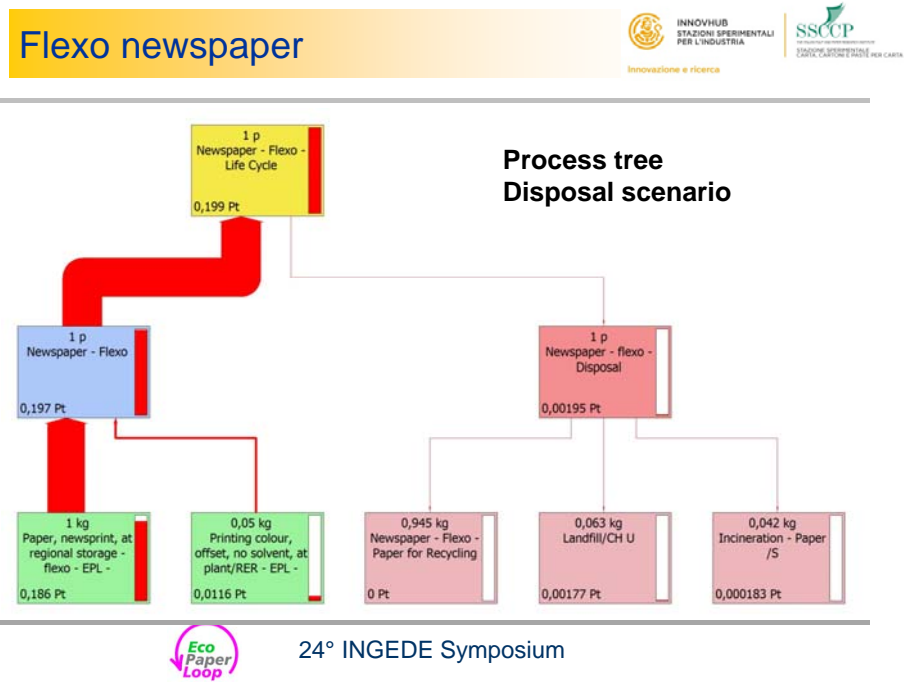 Flexo newspaper
INNOVHUB
STAZIONI SPERIMENTALI
PER L'INDUSTRIA
Innovazione e ricerca
SSCCP
STAZIONE SPERIMENTALE
CARTA, CARTONI E PASTE PER CARTA
Process tree
Disposal scenario
1 p
Newspaper - Flexo -
Life Cycle
0,199 Pt
1 p
Newspaper - Flexo
0,197 Pt
1 p
Newspaper - flexo -
Disposal
0,00195 Pt
1 kg
Paper, newsprint, at
regional storage -
flexo - EPL -
0,186 Pt
0,05 kg
Printing colour,
offset, no solvent, at
plant/RER - EPL -
0,0116 Pt
0,945 kg
Newspaper - Flexo -
Paper for Recycling
0 Pt
0,063 kg
Landfill/CH U
0,00177 Pt
0,042 kg
Incineration - Paper
/S
0,000183 Pt
Eco
Paper
Loop
24° INGEDE Symposium